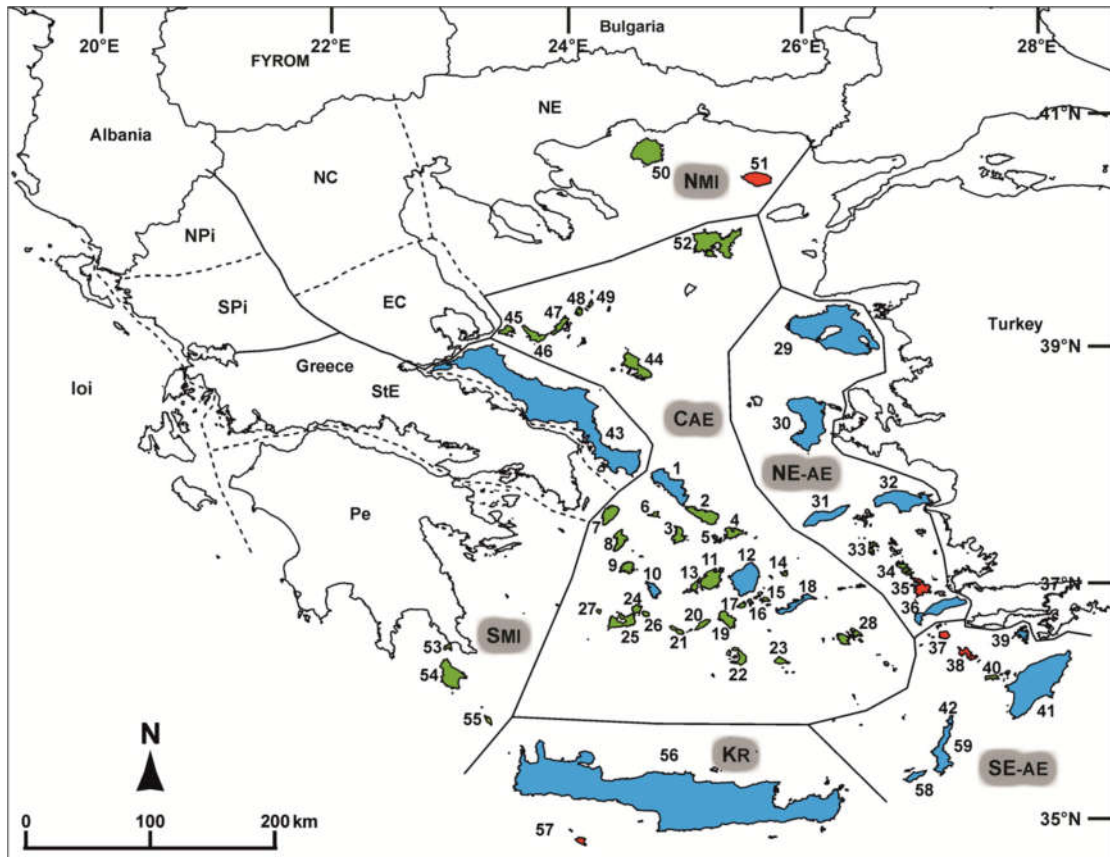 Bulgaria
20°E 22°E 24°E 26°E 28°E
FYROM
NE
41°N
Albania
50 51
NMI
NC
NPi
52
SPi EC
45 47 48 49
46
44
29
39°N
Turkey
Greece
Ioi
StE
43
CAE
30
NE-AE
Pe
1
2
31 32
7 6 3 5 4
8
9 10 13 11 12 14
33 34
35 37°N
36
18
27 24 25 26 21 20 17 16 15
19
28
22 23
37 39
38 40
41
SMI
53
54
55
42
59
58
SE-AE
N
56
KR
57
35°N
0 100 200 km